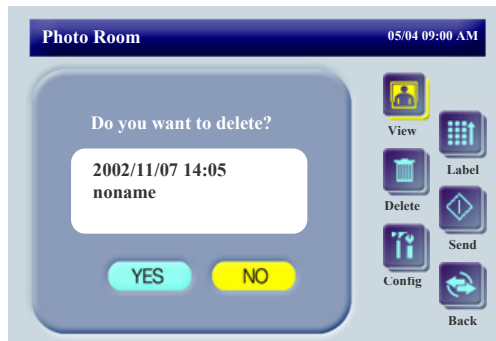 Photo Room
05/04 09:00 AM
Do you want to delete?
2002/11/07 14:05
noname
YES
NO
View
Label
Delete
Send
Config
Back